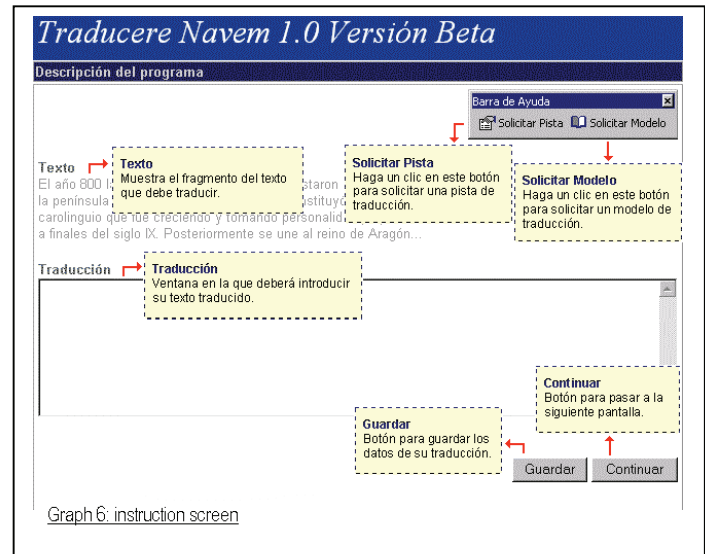 Traducere Navem 1.0 Versión Beta
Descripción del programa
Barra de Ayuda
Solicitar Pista Solicitar Modelo
Texto
El año 800 l
la península
carolinguio que fue creciendo y tomando personalid
a finales del siglo IX. Posteriormente se une al reino de Aragón...
staron
stituyó
Texto
Muestra el fragmento del texto
que debe traducir.
Solicitar Pista
Haga un clic en este botón
para solicitar una pista de
traducción.
Solicitar Modelo
Haga un clic en este botón
para solicitar un modelo de
traducción.
Traducción
Traducción
Ventana en la que deberá introducir
su texto traducido.
Continuar
Botón para pasar a la
siguiente pantalla.
Guardar
Botón para guardar los
datos de su traducción.
Guardar Continuar
Graph 6: instruction screen